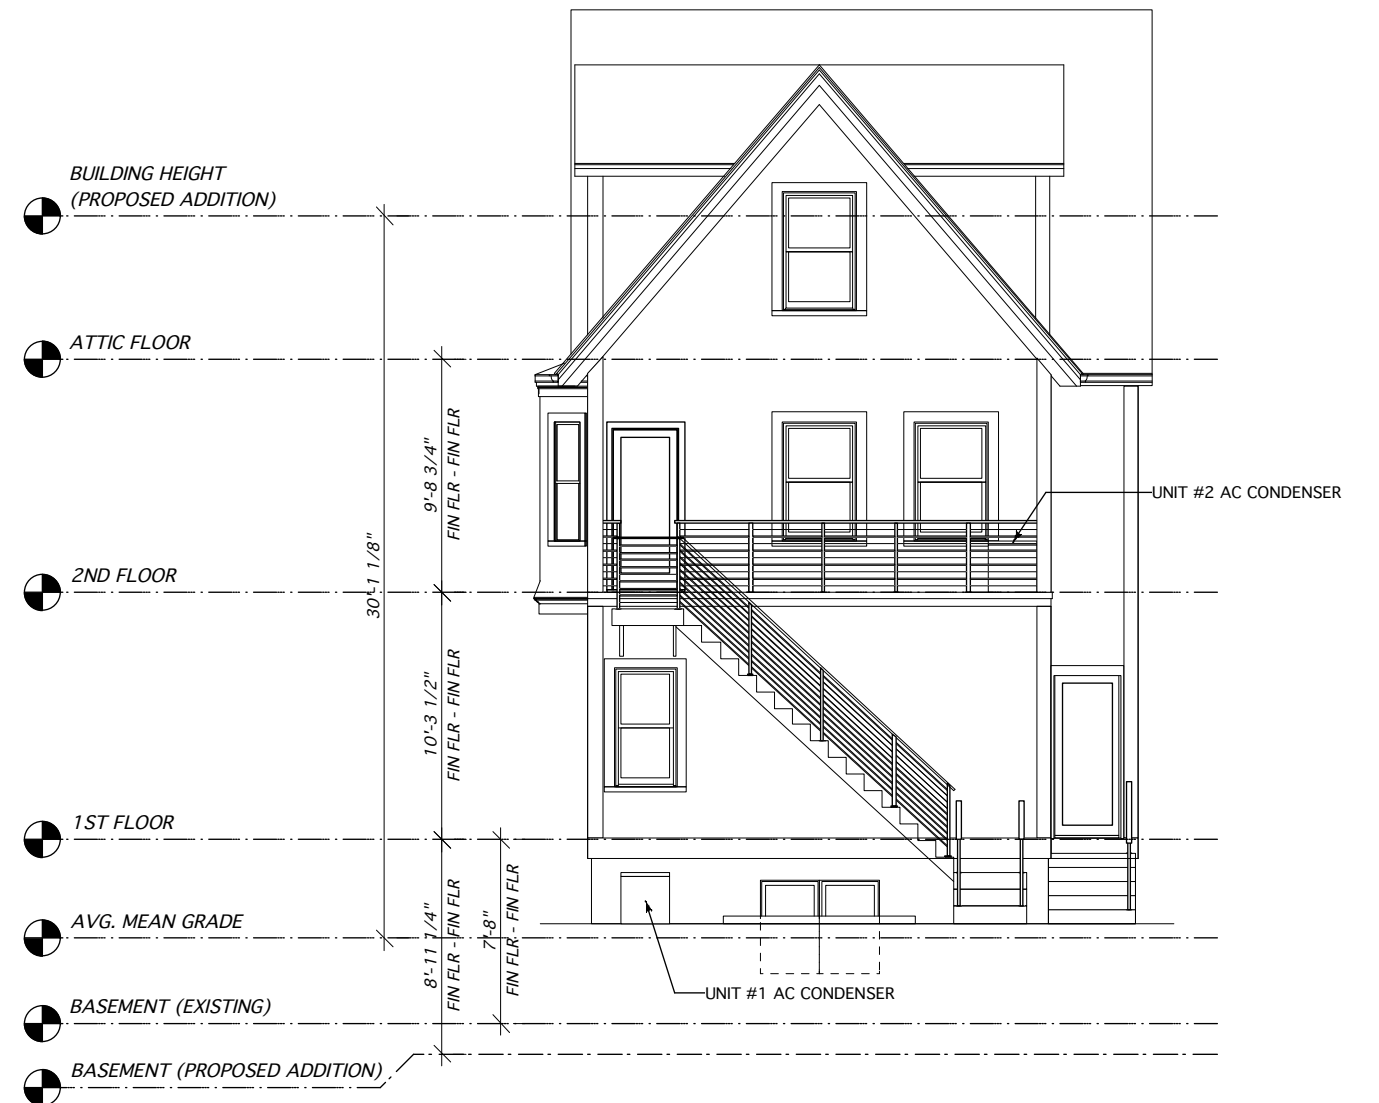 BUILDING HEIGHT
(PROPOSED ADDITION)
ATTIC FLOOR
9'-8 3/4"
FIN FLR - FIN FLR
UNIT #2 AC CONDENSER
30'-1 1/8"
2ND FLOOR
10'-3 1/2"
FIN FLR - FIN FLR
1ST FLOOR
8'-11 1/4"
FIN FLR - FIN FLR
7'-8"
FIN FLR - FIN FLR
AVG. MEAN GRADE
UNIT #1 AC CONDENSER
BASEMENT (EXISTING)
BASEMENT (PROPOSED ADDITION)